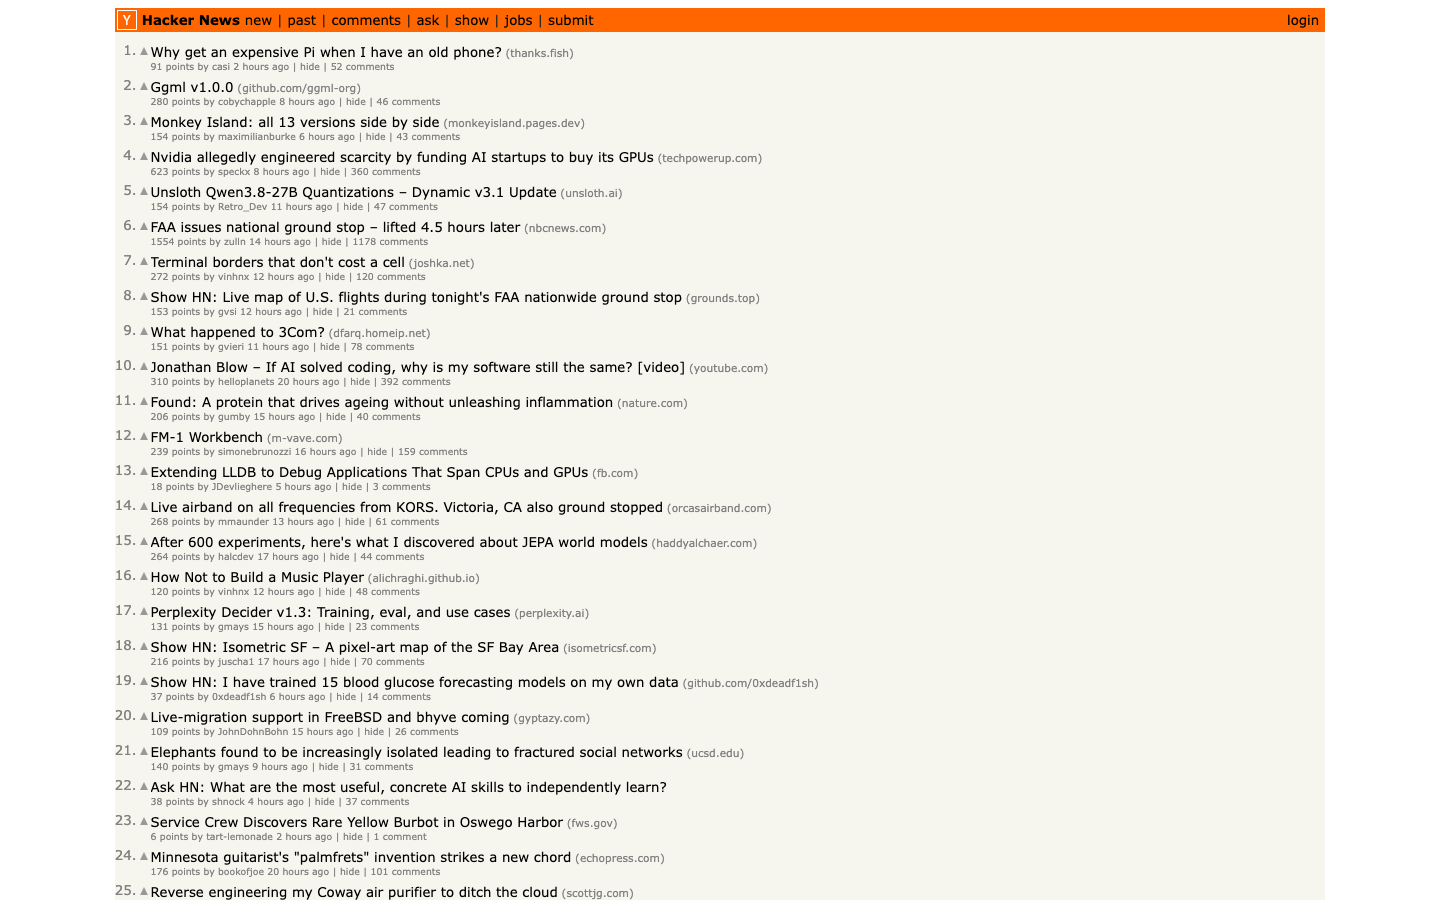 Y Hacker News new | past | comments | ask | show | jobs | submit login
1. ▲ Why get an expensive Pi when I have an old phone? (thanks.fish)
91 points by casi 2 hours ago | hide | 52 comments
2. ▲ Ggml v1.0.0 (github.com/ggml-org)
280 points by cobychapple 8 hours ago | hide | 46 comments
3. ▲ Monkey Island: all 13 versions side by side (monkeyisland.pages.dev)
154 points by maximilianburke 6 hours ago | hide | 43 comments
4. ▲ Nvidia allegedly engineered scarcity by funding AI startups to buy its GPUs (techpowerup.com)
623 points by speckx 8 hours ago | hide | 360 comments
5. ▲ Unsloth Qwen3.8-27B Quantizations – Dynamic v3.1 Update (unsloth.ai)
154 points by Retro_Dev 11 hours ago | hide | 47 comments
6. ▲ FAA issues national ground stop – lifted 4.5 hours later (nbcnews.com)
1554 points by zulln 14 hours ago | hide | 1178 comments
7. ▲ Terminal borders that don't cost a cell (joshka.net)
272 points by vinhnx 12 hours ago | hide | 120 comments
8. ▲ Show HN: Live map of U.S. flights during tonight's FAA nationwide ground stop (grounds.top)
153 points by gvsi 12 hours ago | hide | 21 comments
9. ▲ What happened to 3Com? (dfarq.homeip.net)
151 points by gvieri 11 hours ago | hide | 78 comments
10. ▲ Jonathan Blow – If AI solved coding, why is my software still the same? [video] (youtube.com)
310 points by helloplanets 20 hours ago | hide | 392 comments
11. ▲ Found: A protein that drives ageing without unleashing inflammation (nature.com)
206 points by gumby 15 hours ago | hide | 40 comments
12. ▲ FM-1 Workbench (m-vave.com)
239 points by simonebrunozzi 16 hours ago | hide | 159 comments
13. ▲ Extending LLDB to Debug Applications That Span CPUs and GPUs (fb.com)
18 points by JDevlieghere 5 hours ago | hide | 3 comments
14. ▲ Live airband on all frequencies from KORS. Victoria, CA also ground stopped (orcasairband.com)
268 points by mmaunder 13 hours ago | hide | 61 comments
15. ▲ After 600 experiments, here's what I discovered about JEPA world models (haddyalchaer.com)
264 points by halcdev 17 hours ago | hide | 44 comments
16. ▲ How Not to Build a Music Player (alichraghi.github.io)
120 points by vinhnx 12 hours ago | hide | 48 comments
17. ▲ Perplexity Decider v1.3: Training, eval, and use cases (perplexity.ai)
131 points by gmays 15 hours ago | hide | 23 comments
18. ▲ Show HN: Isometric SF – A pixel-art map of the SF Bay Area (isometricsf.com)
216 points by juscha1 17 hours ago | hide | 70 comments
19. ▲ Show HN: I have trained 15 blood glucose forecasting models on my own data (github.com/0xdeadf1sh)
37 points by 0xdeadf1sh 6 hours ago | hide | 14 comments
20. ▲ Live-migration support in FreeBSD and bhyve coming (gyptazy.com)
109 points by JohnDohnBohn 15 hours ago | hide | 26 comments
21. ▲ Elephants found to be increasingly isolated leading to fractured social networks (ucsd.edu)
140 points by gmays 9 hours ago | hide | 31 comments
22. ▲ Ask HN: What are the most useful, concrete AI skills to independently learn?
38 points by shnock 4 hours ago | hide | 37 comments
23. ▲ Service Crew Discovers Rare Yellow Burbot in Oswego Harbor (fws.gov)
6 points by tart-lemonade 2 hours ago | hide | 1 comment
24. ▲ Minnesota guitarist's "palmfrets" invention strikes a new chord (echopress.com)
176 points by bookofjoe 20 hours ago | hide | 101 comments
25. ▲ Reverse engineering my Coway air purifier to ditch the cloud (scottjg.com)